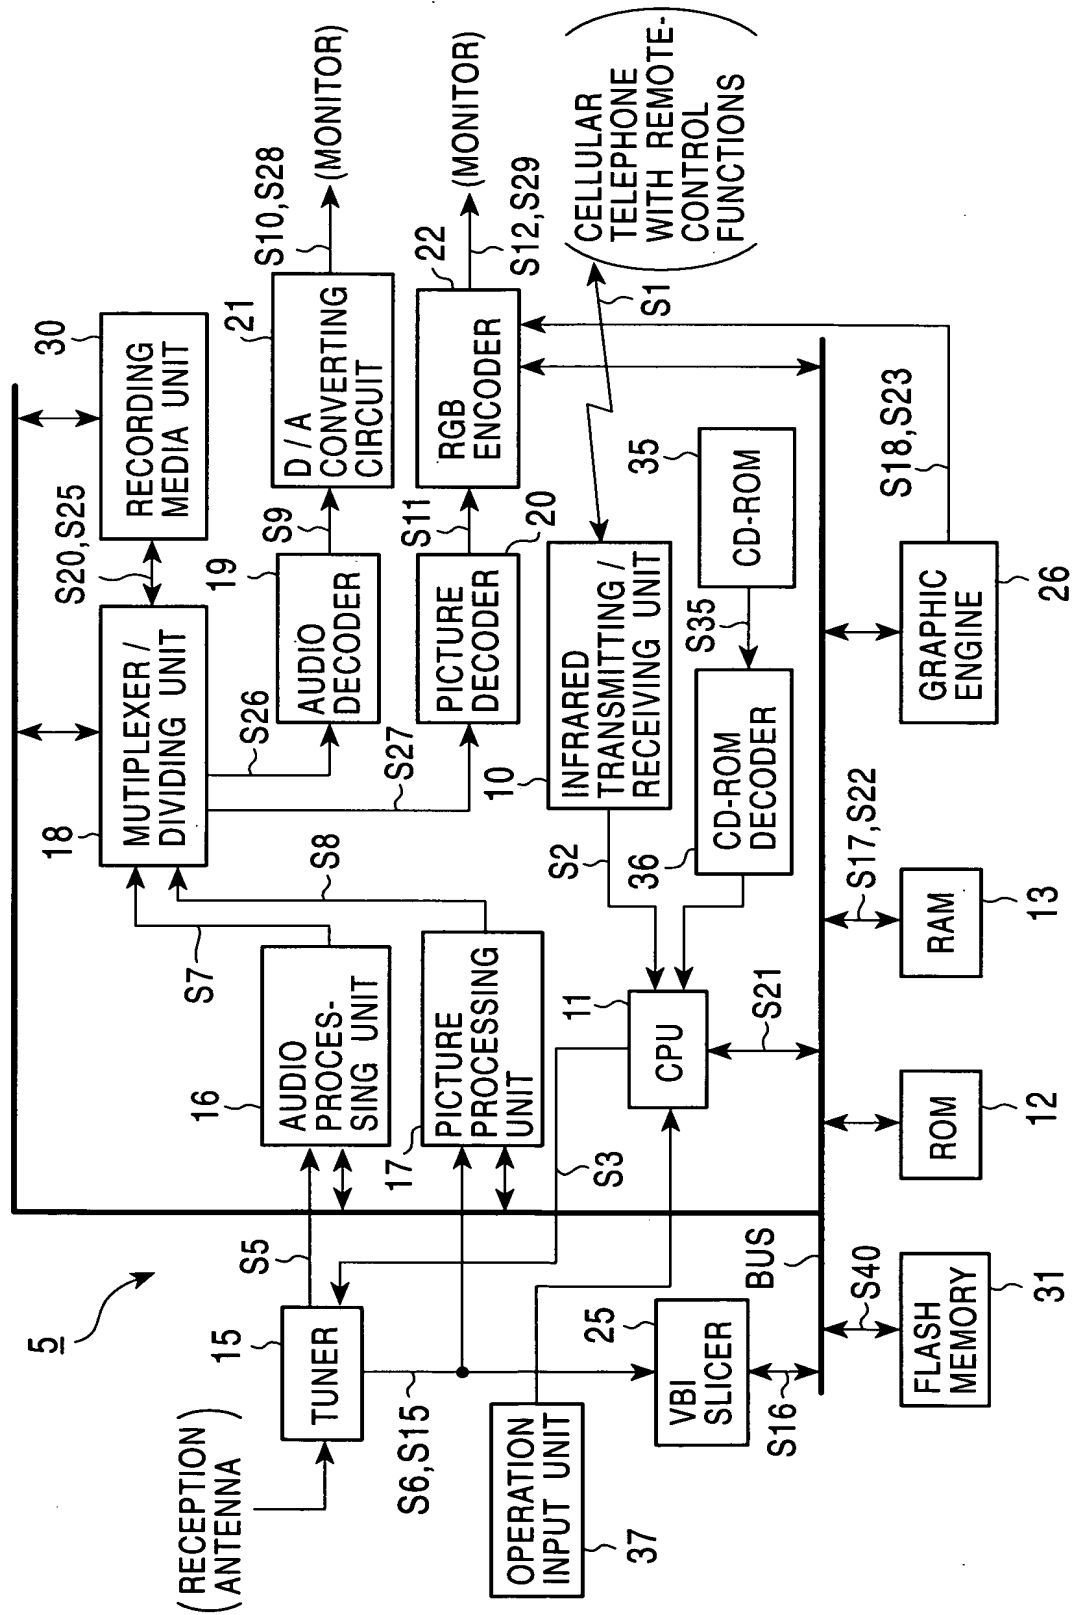 5
(RECEPTION
ANTENNA)
15
TUNER
S5
S6,S15
OPERATION
INPUT UNIT
37
25
VBI
SLICER
S16
BUS
S40
FLASH
MEMORY
31
16
AUDIO
PROCES-
SING UNIT
17
PICTURE
PROCESSING
UNIT
S3
S7
S8
11
CPU
S21
ROM
12
RAM
13
S17,S22
18
MUTIPLEXER/
DIVIDING UNIT
S20,S25
30
RECORDING
MEDIA UNIT
S26
S27
19
AUDIO
DECODER
S9
21
D/A
CONVERTING
CIRCUIT
S10,S28
(MONITOR)
PICTURE
DECODER
20
S11
22
RGB
ENCODER
S12,S29
(MONITOR)
10
INFRARED
TRANSMITTING/
RECEIVING UNIT
S2
S1
(CELLULAR
TELEPHONE
WITH REMOTE-
CONTROL
FUNCTIONS)
35
CD-ROM
S35
36
CD-ROM
DECODER
GRAPHIC
ENGINE
26
S18,S23